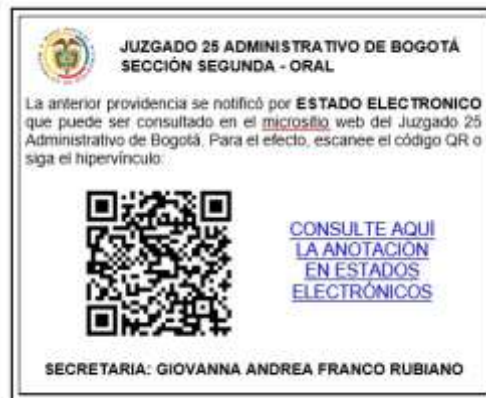 JUZGADO 25 ADMINISTRATIVO DE BOGOTÁ
SECCIÓN SEGUNDA - ORAL
La anterior providencia se notificó por ESTADO ELECTRONICO
que puede ser consultado en el micrositio web del Juzgado 25
Administrativo de Bogotá. Para el efecto, escanee el código QR o
siga el hipervínculo:
CONSULTE AQUÍ
LA ANOTACIÓN
EN ESTADOS
ELECTRÓNICOS
SECRETARIA: GIOVANNA ANDREA FRANCO RUBIANO